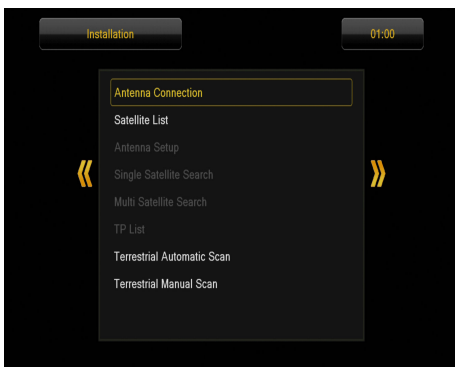 Installation
01:00
Antenna Connection
Satellite List
Antenna Setup
Single Satellite Search
Multi Satellite Search
TP List
Terrestrial Automatic Scan
Terrestrial Manual Scan